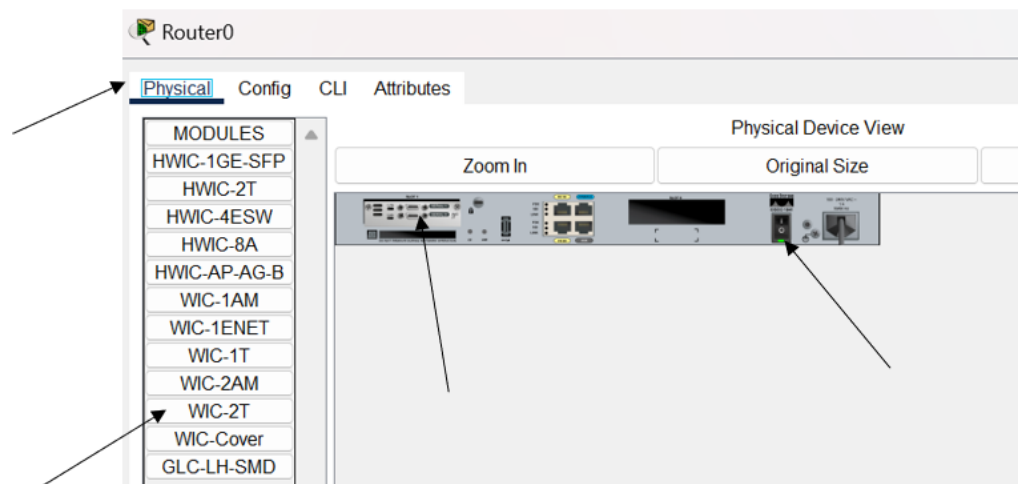 Router0
Physical Config CLI Attributes
MODULES
HWIC-1GE-SFP
HWIC-2T
HWIC-4ESW
HWIC-8A
HWIC-AP-AG-B
WIC-1AM
WIC-1ENET
WIC-1T
WIC-2AM
WIC-2T
WIC-Cover
GLC-LH-SMD
Physical Device View
Zoom In
Original Size